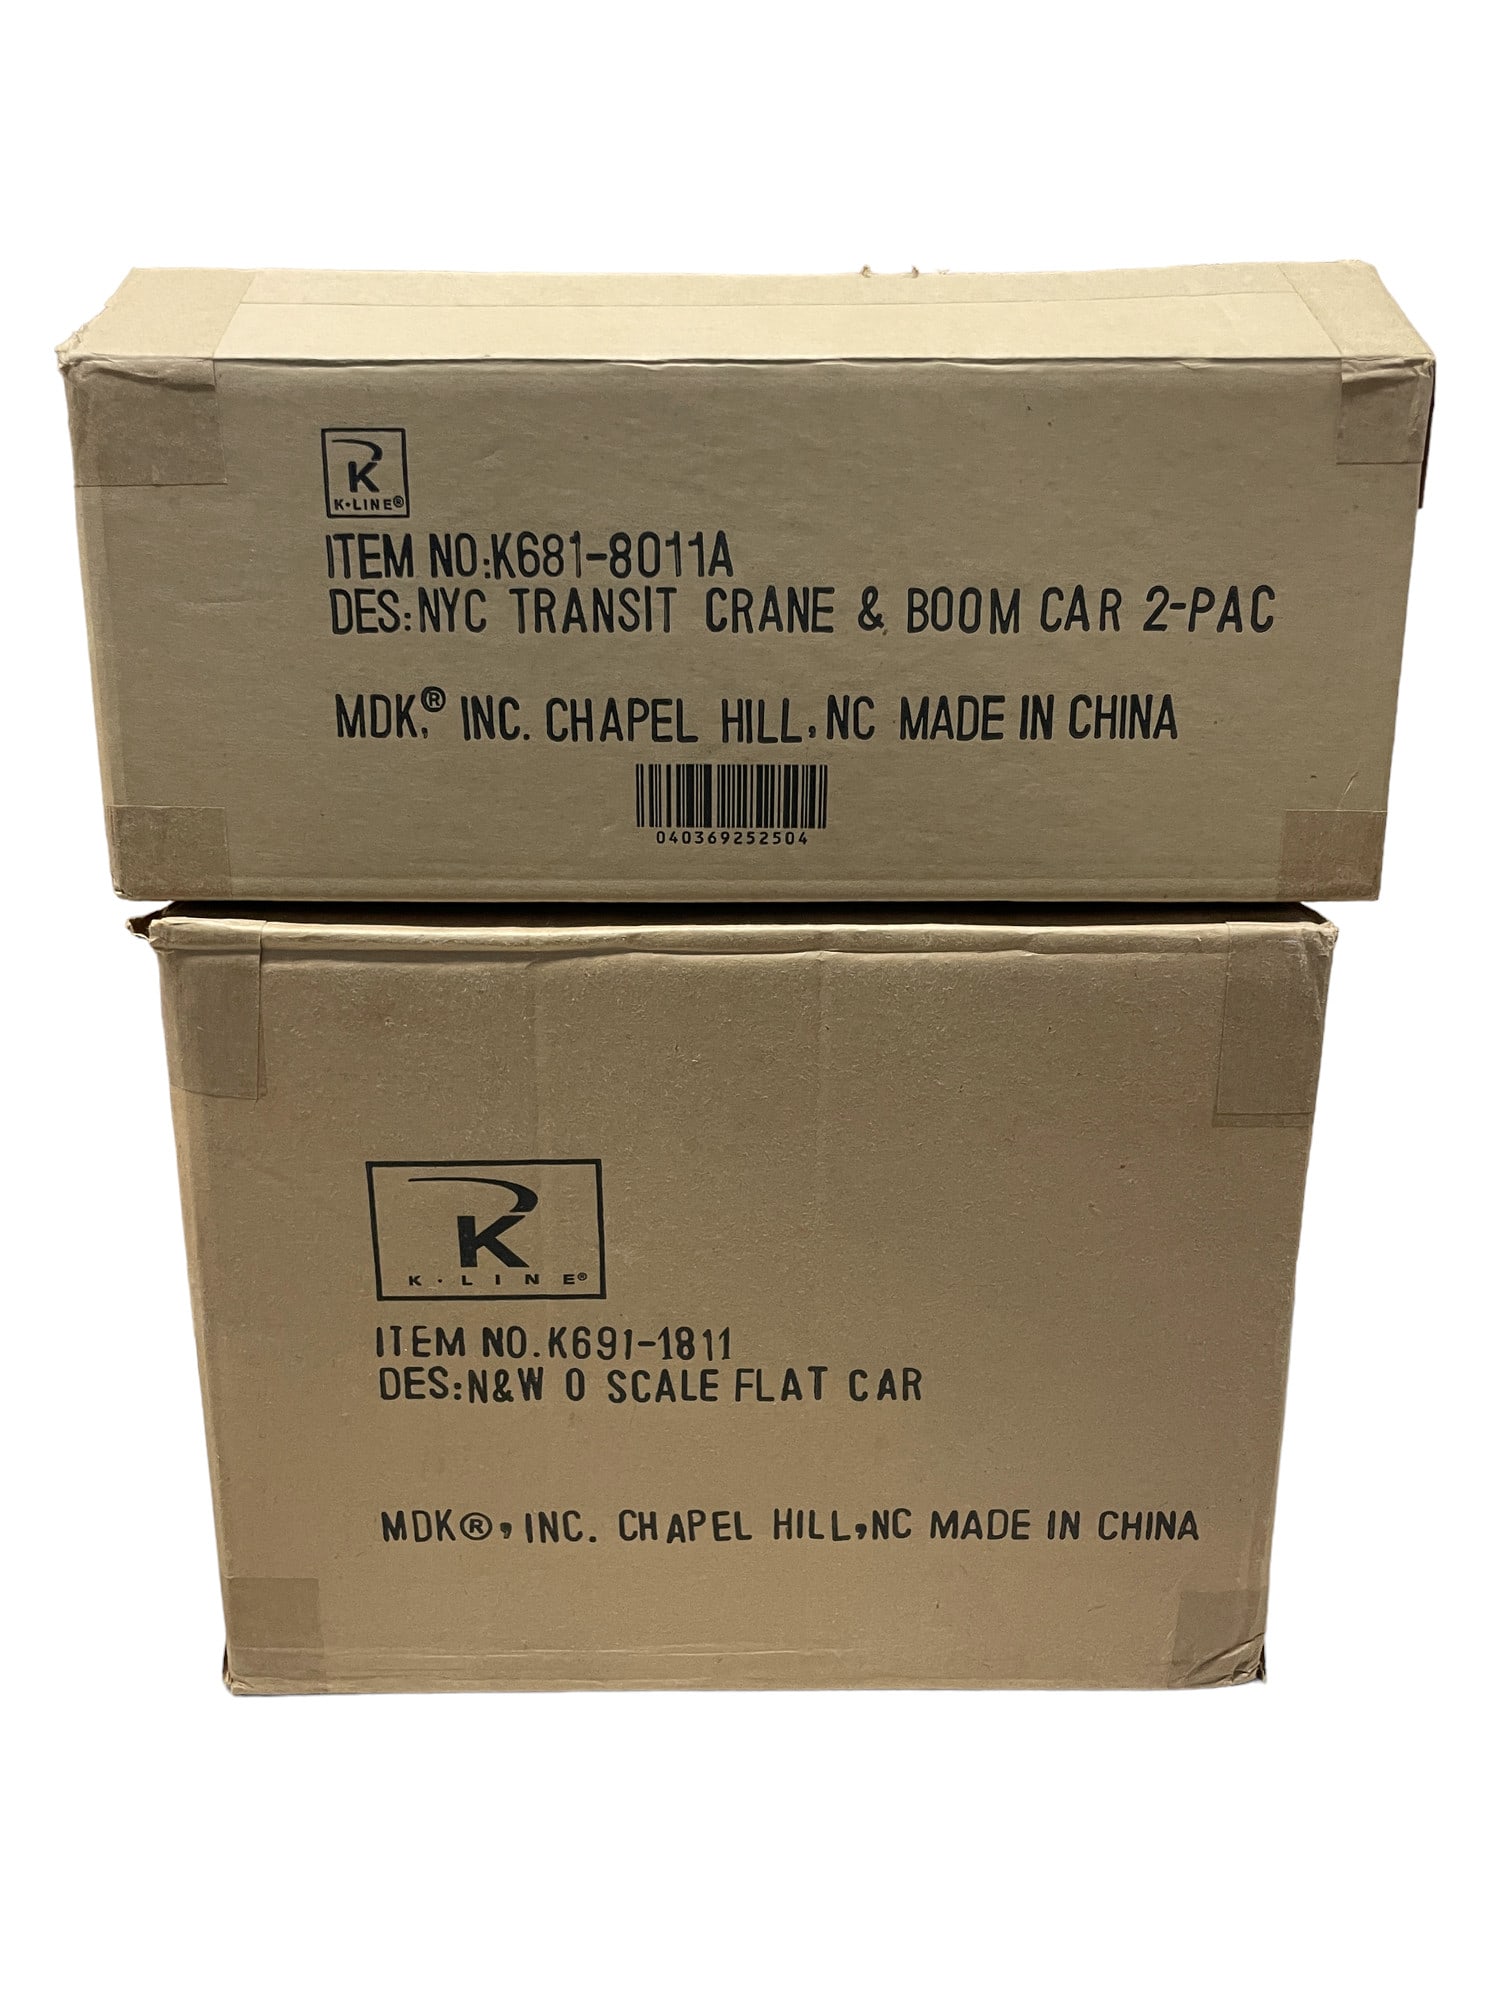 K
K·LINE®
ITEM NO:K681-8011A
DES:NYC TRANSIT CRANE & BOOM CAR 2-PAC
MDK®, INC. CHAPEL HILL, NC MADE IN CHINA
040369252504
K
K·LINE®
ITEM NO.K691-1811
DES:N&W O SCALE FLAT CAR
MDK®, INC. CHAPEL HILL,NC MADE IN CHINA